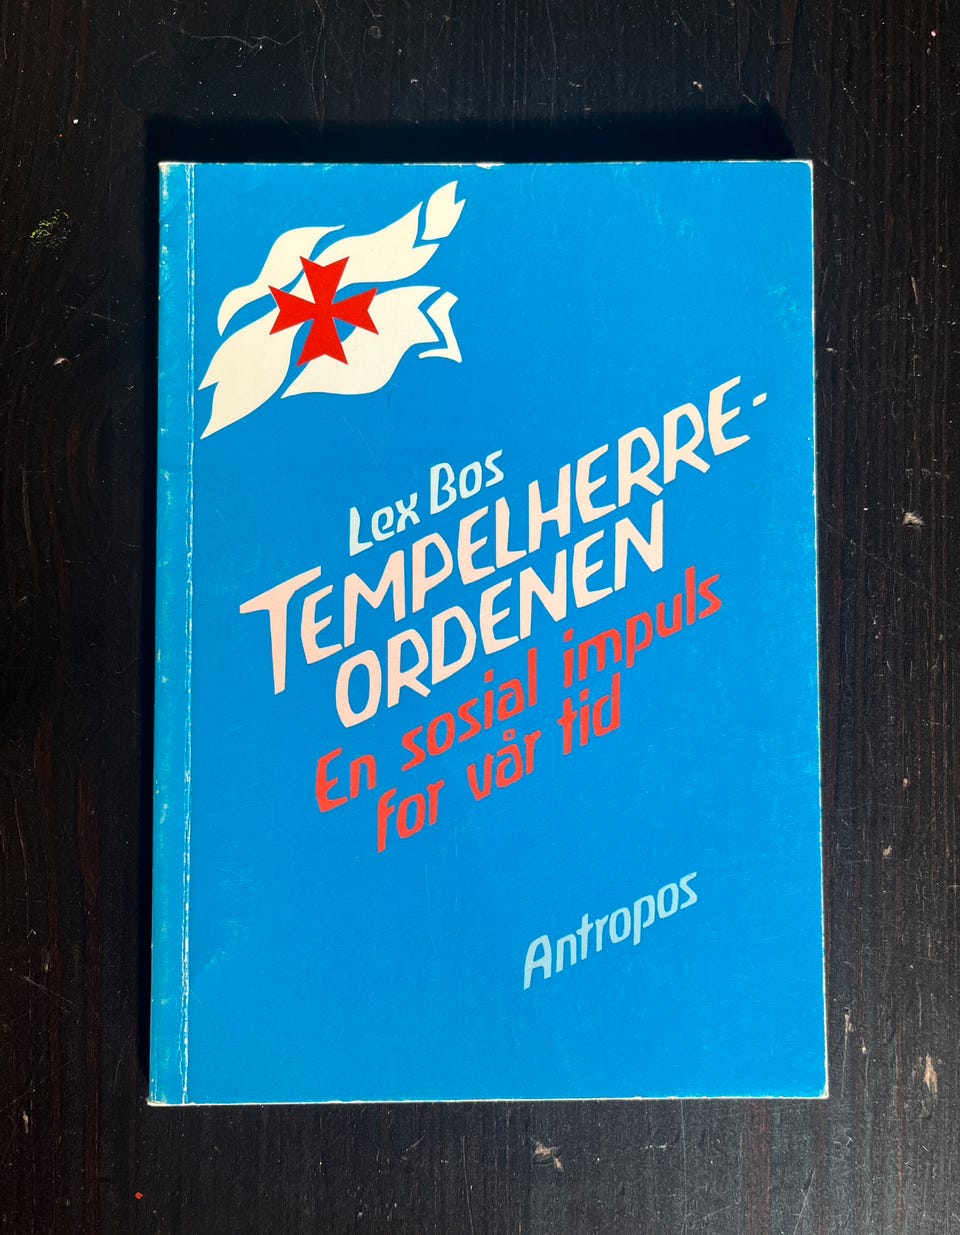 Lex Bos
TEMPELHERRE-
ORDENEN
En sosial impuls
for vår tid
Antropos